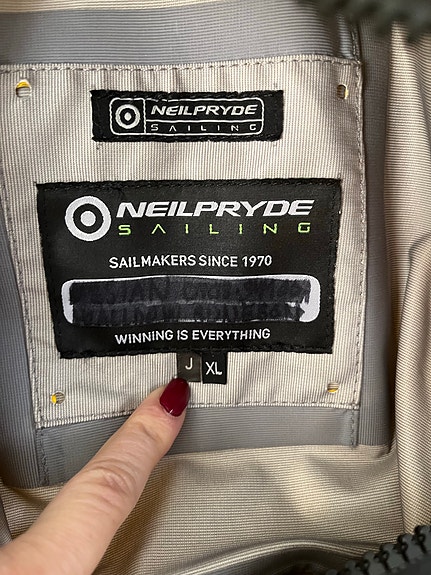 NEILPRYDE
SAILING
NEILPRYDE
SAILING
SAILMAKERS SINCE 1970
WINNING IS EVERYTHING
J XL